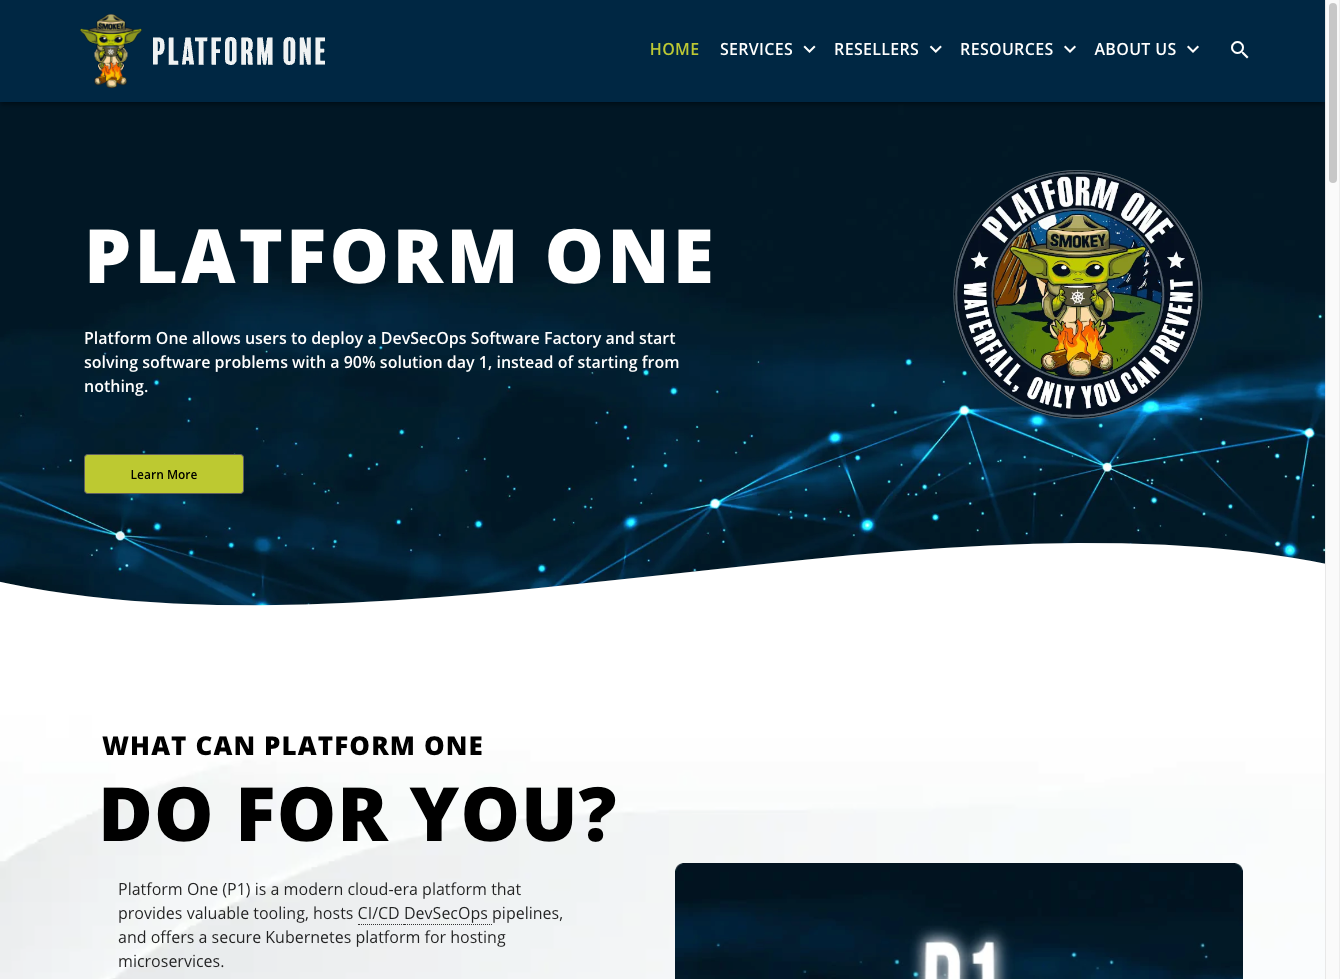 SMOKEY
PLATFORM ONE
HOME
SERVICES
RESELLERS
RESOURCES
ABOUT US
PLATFORM ONE
Platform One allows users to deploy a DevSecOps Software Factory and start
solving software problems with a 90% solution day 1, instead of starting from
nothing.
Learn More
PLATFORM ONE
SMOKEY
WATERFALL, ONLY YOU CAN PREVENT
WHAT CAN PLATFORM ONE
DO FOR YOU?
Platform One (P1) is a modern cloud-era platform that
provides valuable tooling, hosts CI/CD DevSecOps pipelines,
and offers a secure Kubernetes platform for hosting
microservices.
P1